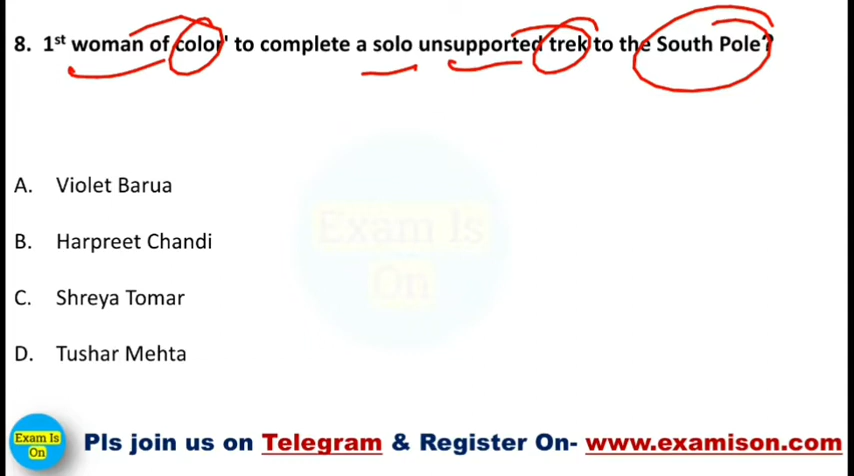 8. 1st woman of color' to complete a solo unsupported trek to the South Pole?
A. Violet Barua
Exam Is
B. Harpreet Chandi
On
C. Shreya Tomar
D. Tushar Mehta
Exam Is
On
Pls join us on Telegram & Register On- www.examison.com